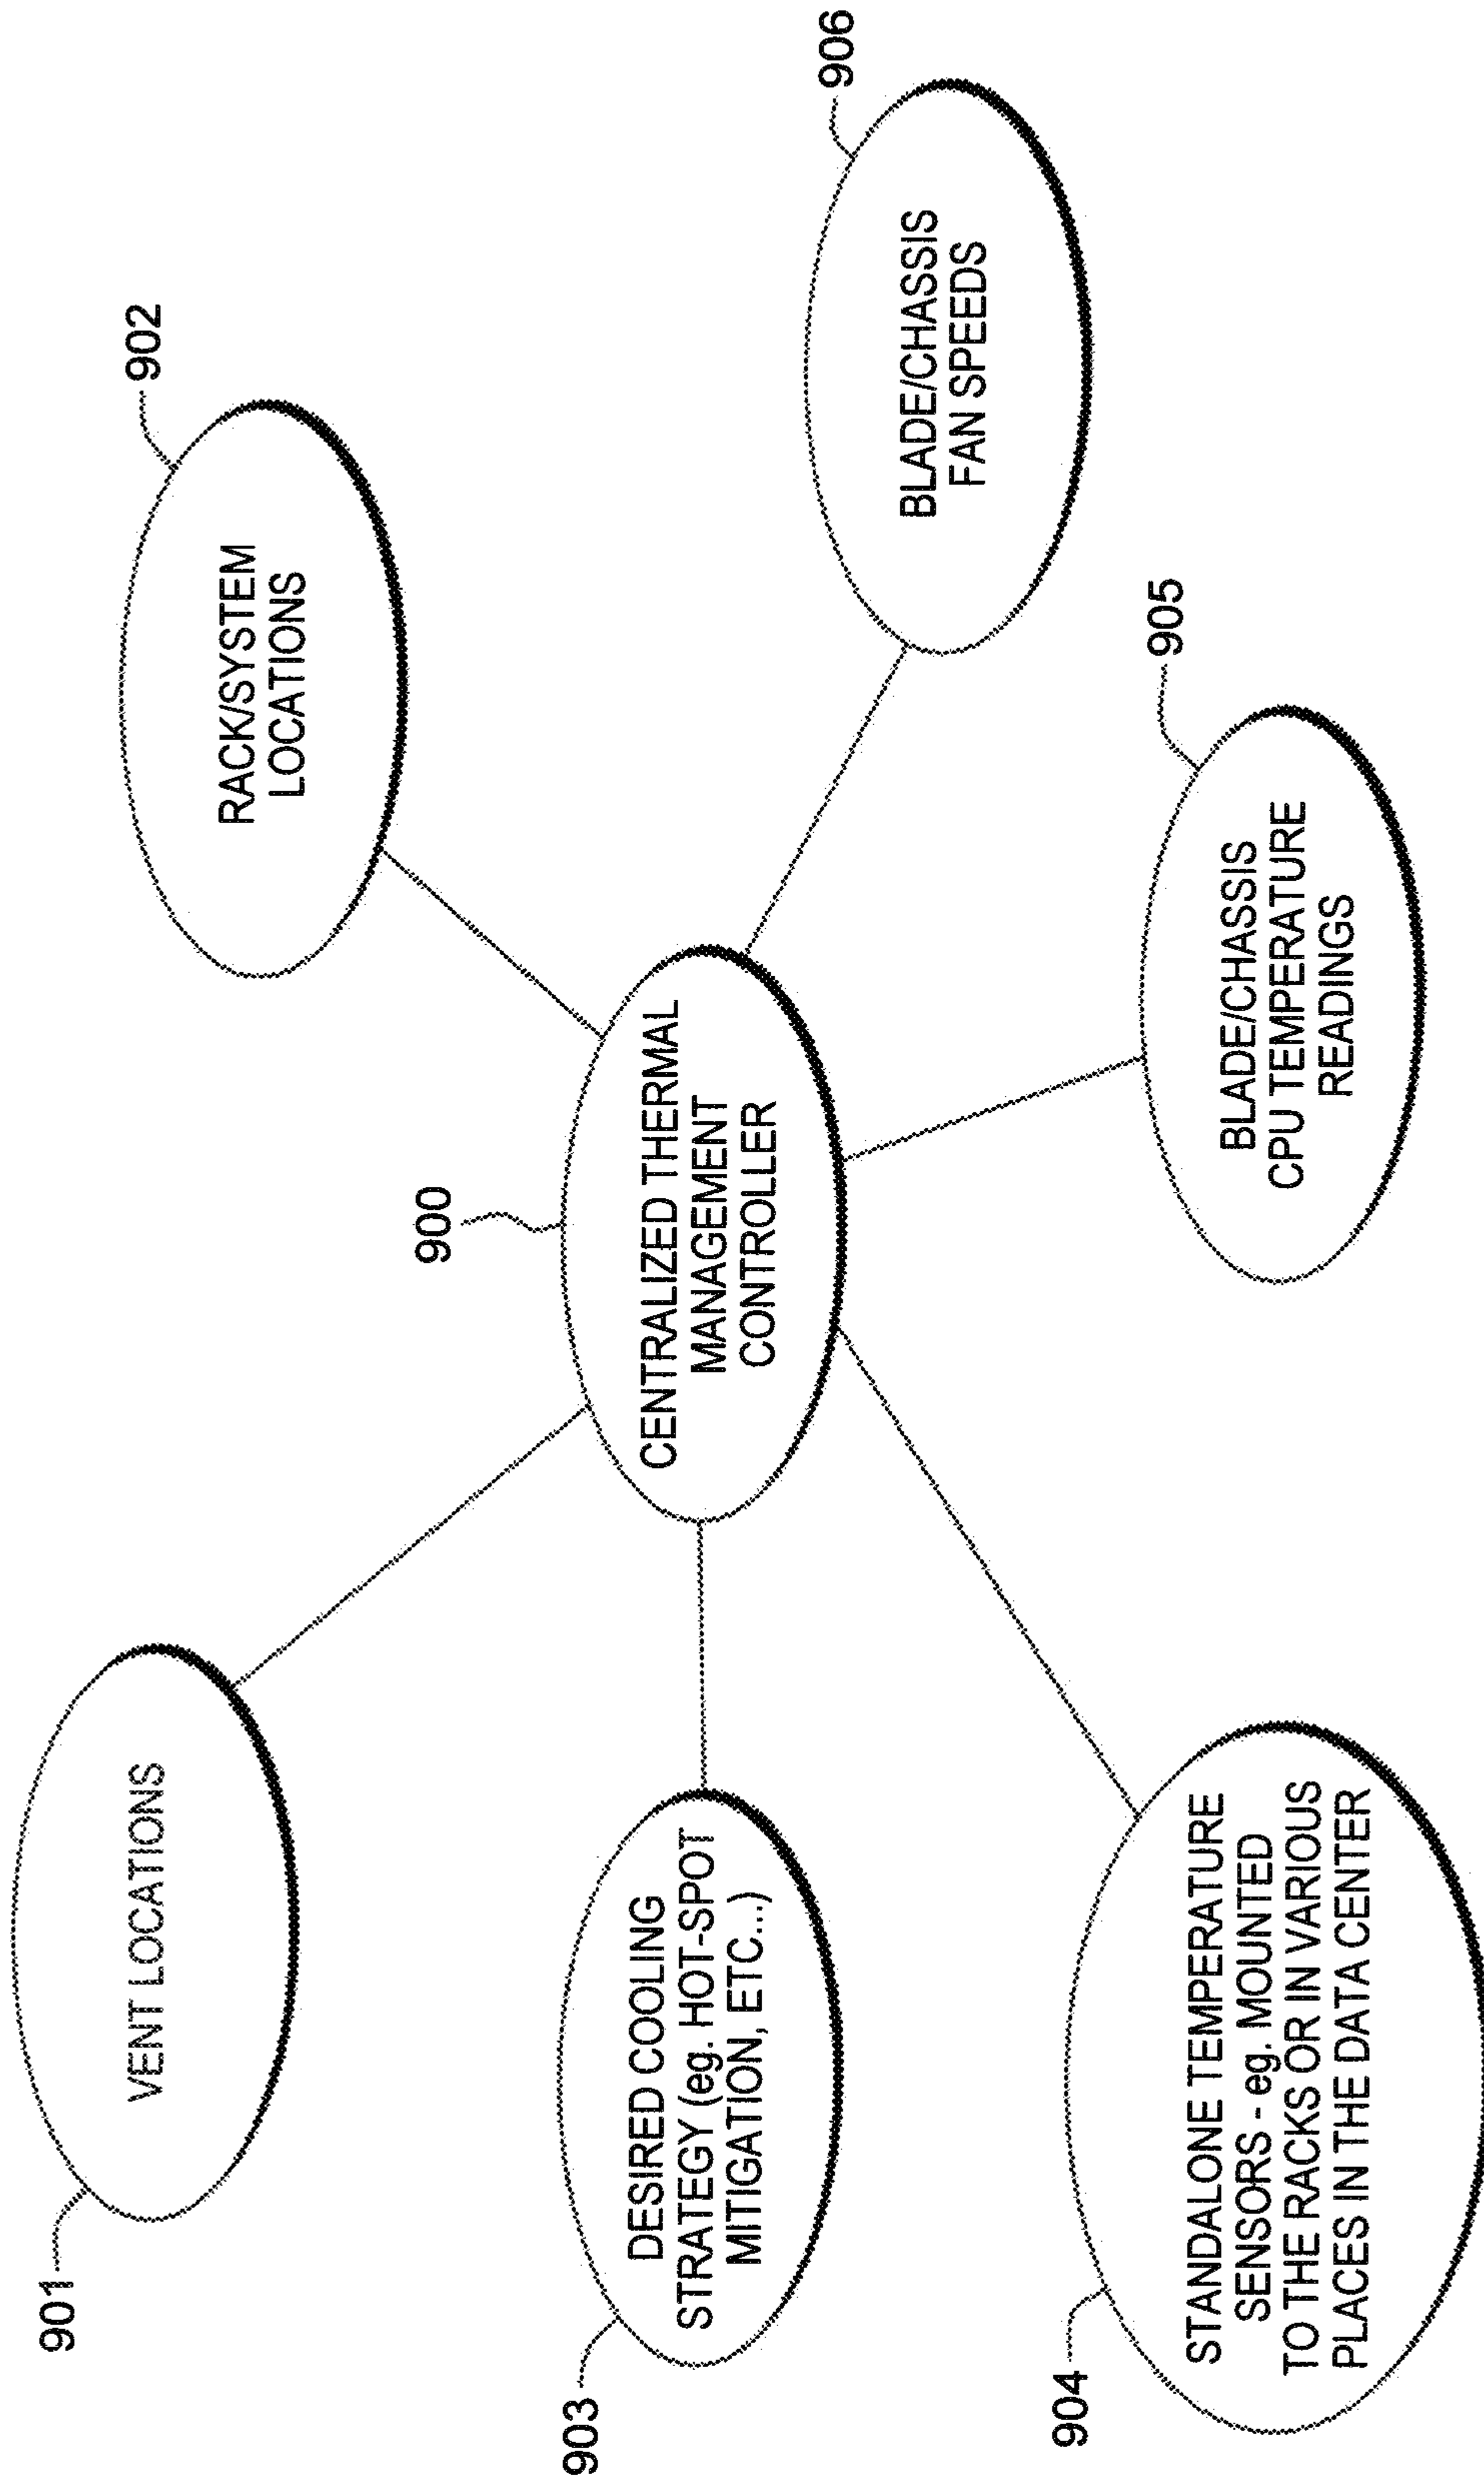 901
VENT LOCATIONS
902
RACK/SYSTEM
LOCATIONS
900
CENTRALIZED THERMAL
MANAGEMENT
CONTROLLER
903
DESIRED COOLING
STRATEGY (eg. HOT-SPOT
MITIGATION, ETC...)
906
BLADE/CHASSIS
FAN SPEEDS
904
STANDALONE TEMPERATURE
SENSORS - eg. MOUNTED
TO THE RACKS OR IN VARIOUS
PLACES IN THE DATA CENTER
905
BLADE/CHASSIS
CPU TEMPERATURE
READINGS